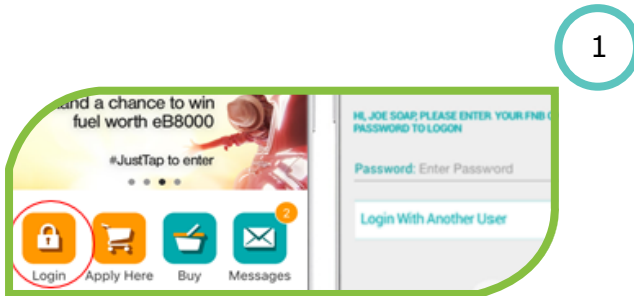 1
and a chance to win
fuel worth eB8000
#JustTap to enter
2
Login
Apply Here
Buy
Messages
HI, JOE SOAP, PLEASE ENTER YOUR FNB
PASSWORD TO LOGON
Password: Enter Password
Login With Another User